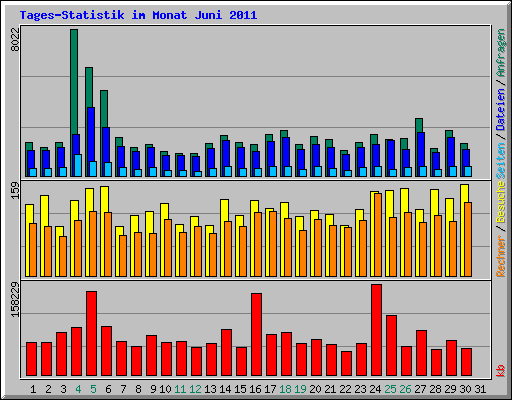 Tages-Statistik im Monat Juni 2011
8022
159
158229
Rechner / Besuche Seiten / Dateien / Anfragen
kb
1 2 3 4 5 6 7 8 9 10 11 12 13 14 15 16 17 18 19 20 21 22 23 24 25 26 27 28 29 30 31